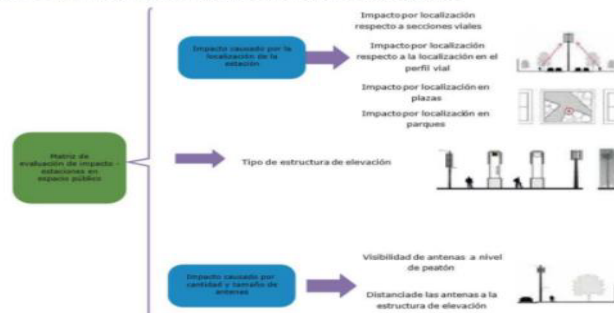 Impacto por localización
respecto a secciones viales
Impacto causado por la
localización de la
estación
Impacto por localización
respecto a la localización en el
perfil vial
Impacto por localización en
plazas
Impacto por localización en
parques
Matriz de
evaluación de impacto -
estaciones en
espacio público
Tipo de estructura de elevación
Impacto causado por
cantidad y tamaño de
antenas
Visibilidad de antenas a nivel
de peatón
Distanciade las antenas a la
estructura de elevación